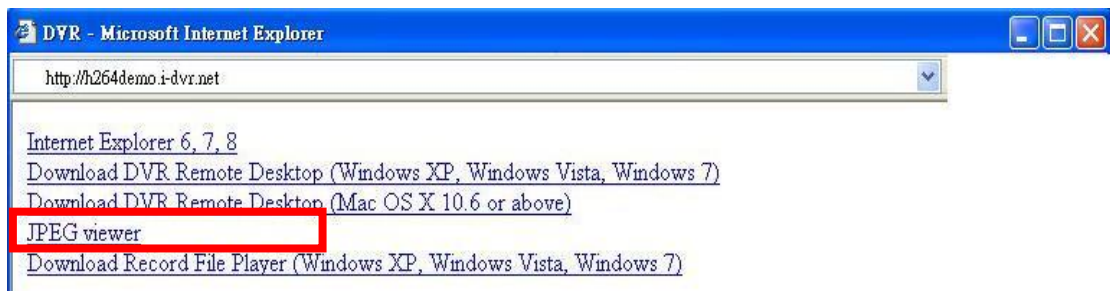 DVR - Microsoft Internet Explorer
http://h264demo.i-dvr.net
Internet Explorer 6, 7, 8
Download DVR Remote Desktop (Windows XP, Windows Vista, Windows 7)
Download DVR Remote Desktop (Mac OS X 10.6 or above)
JPEG viewer
Download Record File Player (Windows XP, Windows Vista, Windows 7)